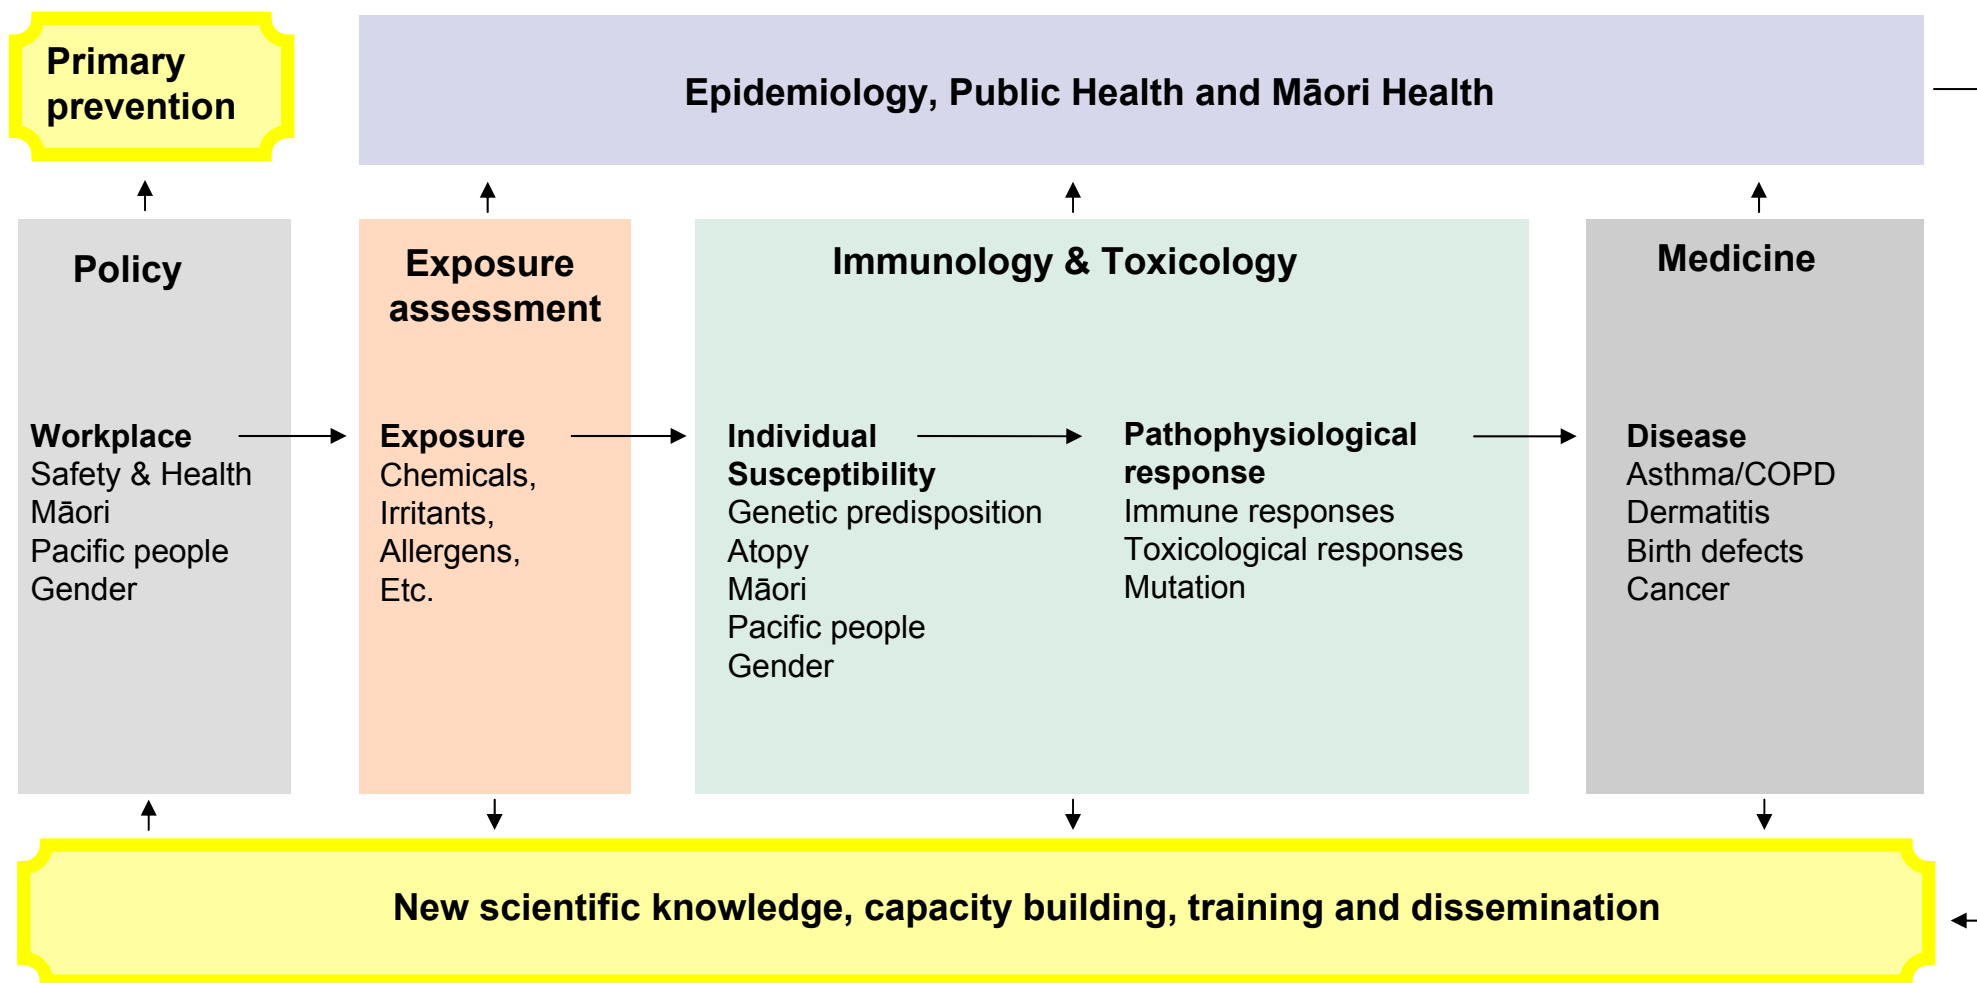 Primary
prevention
Epidemiology, Public Health and Māori Health
Policy
Workplace
Safety & Health
Māori
Pacific people
Gender
Exposure
assessment
Exposure
Chemicals,
Irritants,
Allergens,
Etc.
Immunology & Toxicology
Individual
Susceptibility
Genetic predisposition
Atopy
Māori
Pacific people
Gender
Pathophysiological
response
Immune responses
Toxicological responses
Mutation
Medicine
Disease
Asthma/COPD
Dermatitis
Birth defects
Cancer
New scientific knowledge, capacity building, training and dissemination